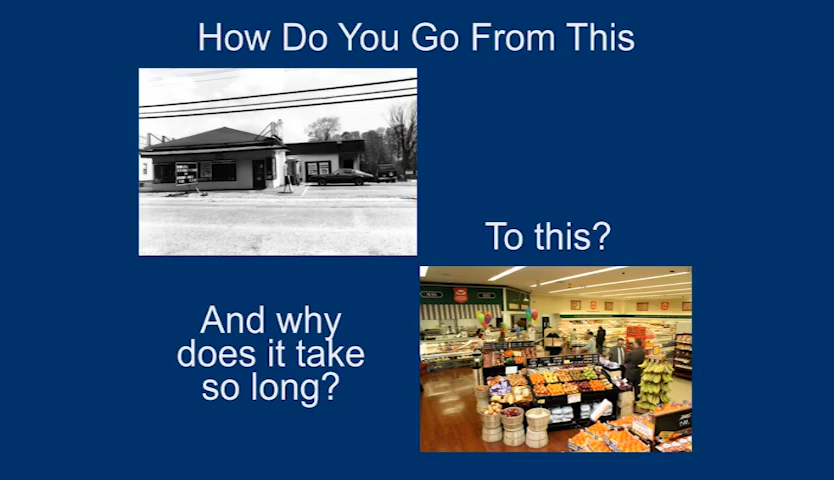 How Do You Go From This
To this?
And why
does it take
so long?